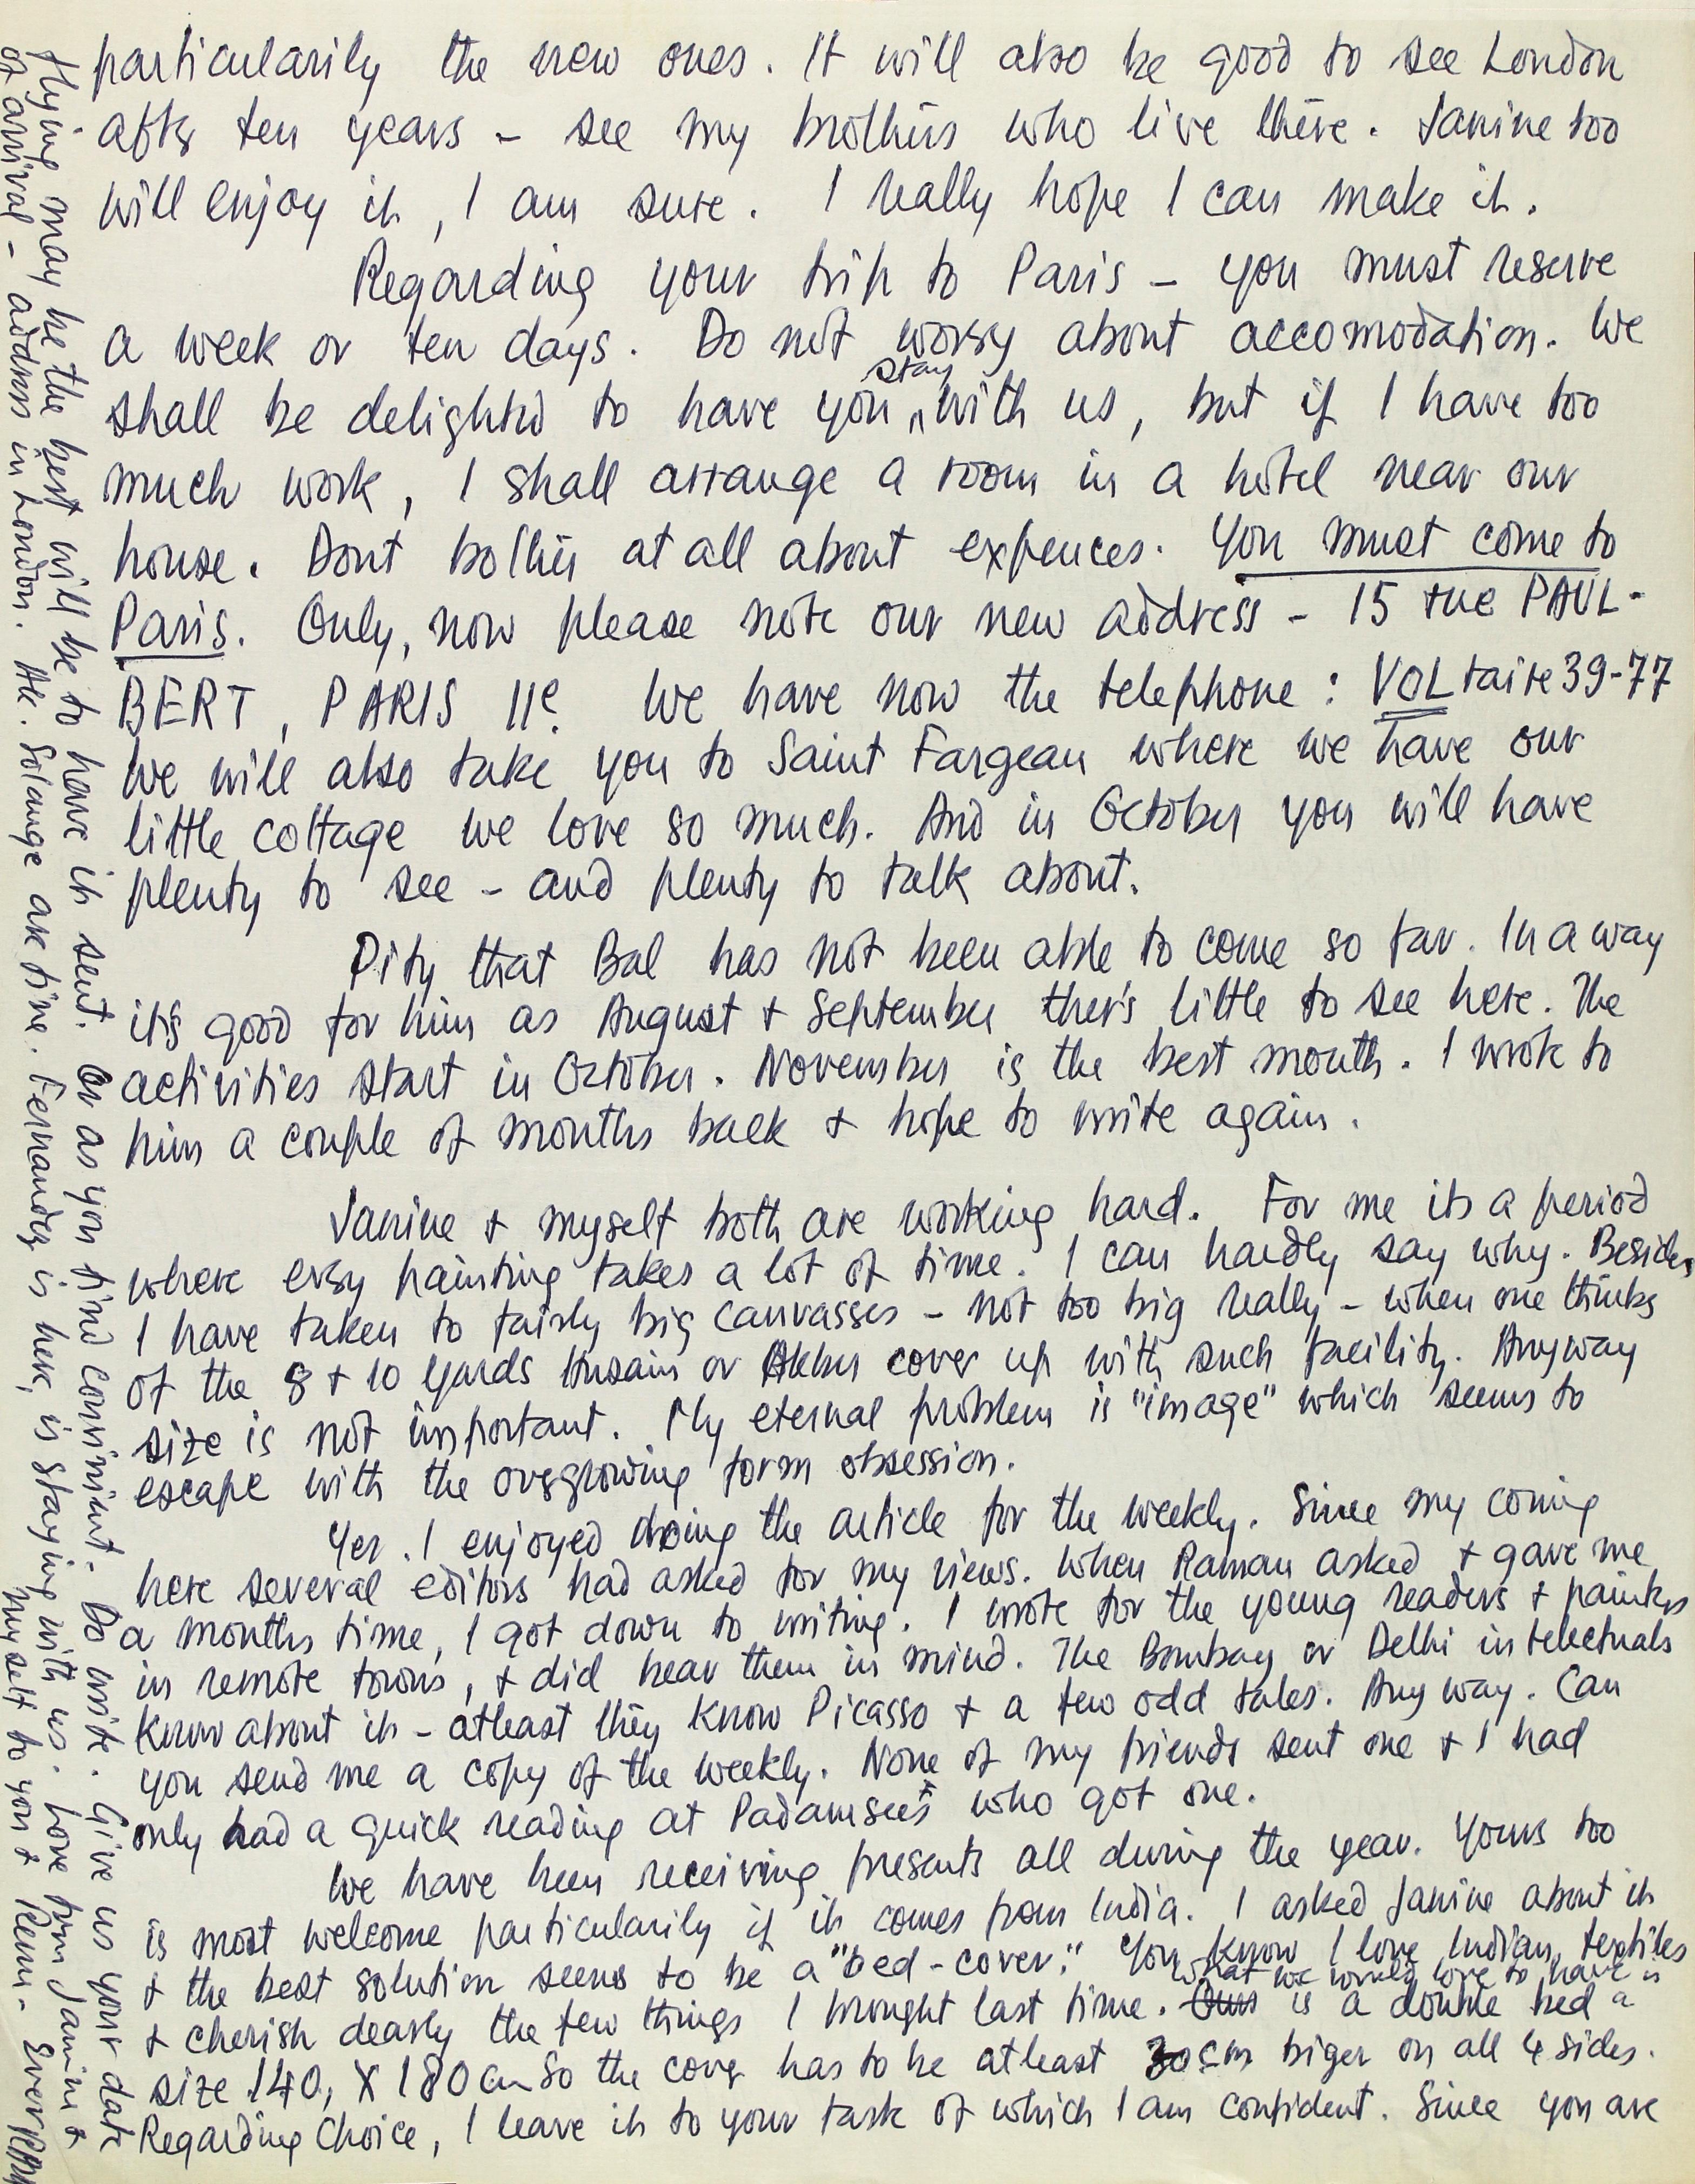 particularily the new ones. It will also be good to see London
after ten years - see my brothers who live there. Janine too
will enjoy it, I am sure. I really hope I can make it.
Regarding your trip to Paris - you must reserve
a week or ten days. Do not worry about accomodation. We
shall be delighted to have you stay with us, but if I have too
much work, I shall arrange a room in a hotel near our
house. Dont bother at all about expences. You must come to
Paris. Only, now please note our new address - 15 rue PAUL-
BERT, PARIS 11e. We have now the telephone: VOLtaire 39-77
We will also take you to Saint Fargeau where we have our
little cottage we love so much. And in October you will have
plenty to see - and plenty to talk about.
Pity that Bal has not been able to come so far. In a way
it's good for him as August + September ther's little to see here. The
activities start in October. November is the best month. I wrote to
him a couple of months back + hope to write again.
Janine + myself both are working hard. For me its a period
where every painting takes a lot of time. I can hardly say why. Besides
I have taken to fairly big canvasses - not too big really - when one thinks
of the 8 + 10 yards Husain or Akbar cover up with such facility. Anyway
size is not important. My eternal problem is "image" which seems to
escape with the overgrowing form obsession.
Yes. I enjoyed doing the article for the weekly. Since my coming
here several editors had asked for my views. When Raman asked + gave me
a months time, I got down to writing. I wrote for the young readers + painters
in remote towns, + did bear them in mind. The Bombay or Delhi intelectuals
know about it - atleast they know Picasso + a few odd tales. Any way. Can
you send me a copy of the weekly. None of my friends sent one + I had
only had a quick reading at Padamsee's who got one.
We have been receiving presents all during the year. Yours too
is most welcome particularily if it comes from India. I asked Janine about it
+ the best solution seems to be a "bed-cover." You know I love Indian textiles
+ cherish dearly the few things I brought last time. what we would love to have is a double bed a
size 140, X 180 cm So the cover has to be atleast 30 cm biger on all 4 sides.
Regarding Choice, I leave it to your task of which I am confident. Since you are
flying may be the best will be to have it sent. Or as you find convinint. Do write. Give us your date
of arrival - address in London. Ale. Solange are fine. Fernandez is here, is staying with us. Love from Janine +
myself to you + Renu - Ever